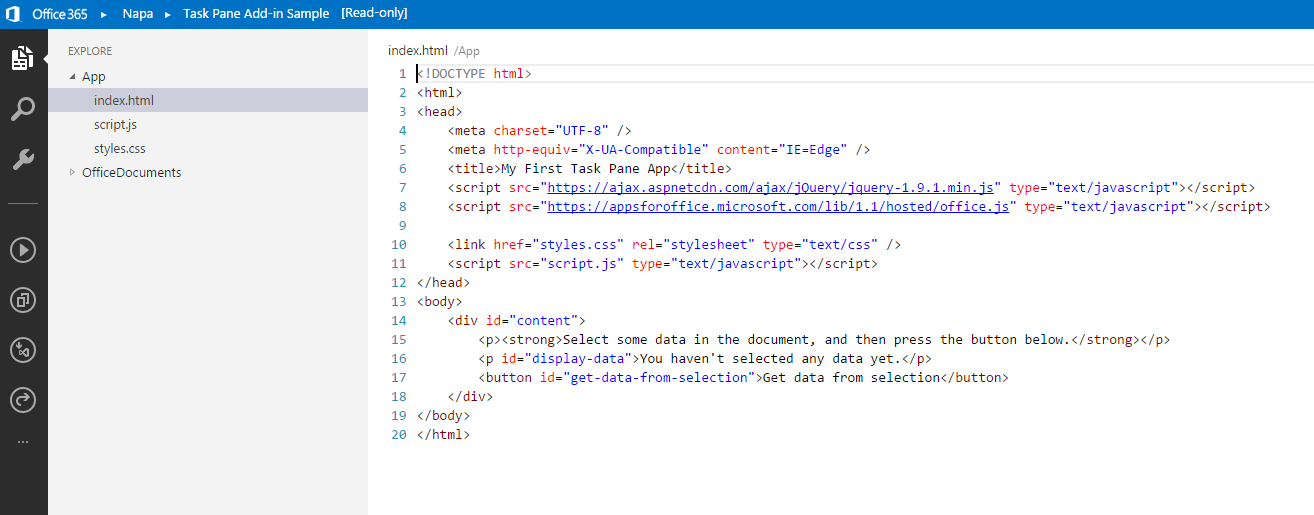 Office 365 ▸ Napa ▸ Task Pane Add-in Sample [Read-only]
EXPLORE
App
index.html
script.js
styles.css
OfficeDocuments
...
index.html /App
1 <!DOCTYPE html>
2 <html>
3 <head>
4     <meta charset="UTF-8" />
5     <meta http-equiv="X-UA-Compatible" content="IE=Edge" />
6     <title>My First Task Pane App</title>
7     <script src="https://ajax.aspnetcdn.com/ajax/jQuery/jquery-1.9.1.min.js" type="text/javascript"></script>
8     <script src="https://appsforoffice.microsoft.com/lib/1.1/hosted/office.js" type="text/javascript"></script>
9
10     <link href="styles.css" rel="stylesheet" type="text/css" />
11     <script src="script.js" type="text/javascript"></script>
12 </head>
13 <body>
14     <div id="content">
15         <p><strong>Select some data in the document, and then press the button below.</strong></p>
16         <p id="display-data">You haven't selected any data yet.</p>
17         <button id="get-data-from-selection">Get data from selection</button>
18     </div>
19 </body>
20 </html>